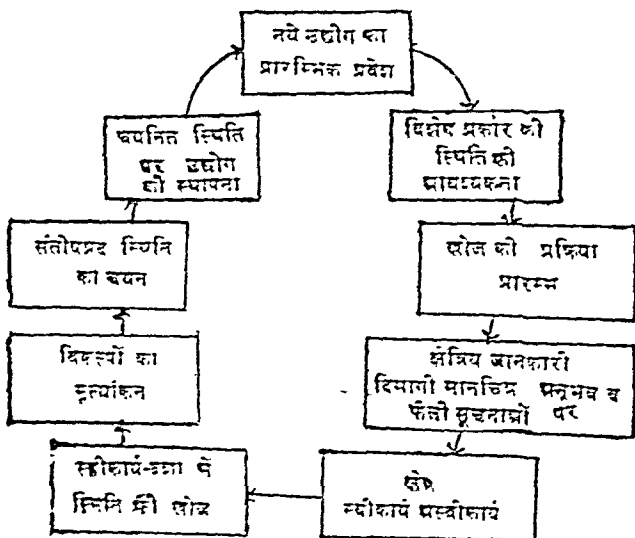 नये उद्योग का
प्रारम्भिक प्रवेश
विशेष प्रकार की
स्थिति की
आवश्यकता
खोज की प्रक्रिया
प्रारम्भ
क्षेत्रिय जानकारी
दिमागी मानचित्र अनुभव व
फैली सूचनाओं पर
क्षेत्र
स्वीकार्य अस्वीकार्य
स्वीकार्य-दशा में
स्थिति की खोज
विकल्पों का
मूल्यांकन
संतोषप्रद स्थिति
का चयन
चयनित स्थिति
पर उद्योग
की स्थापना